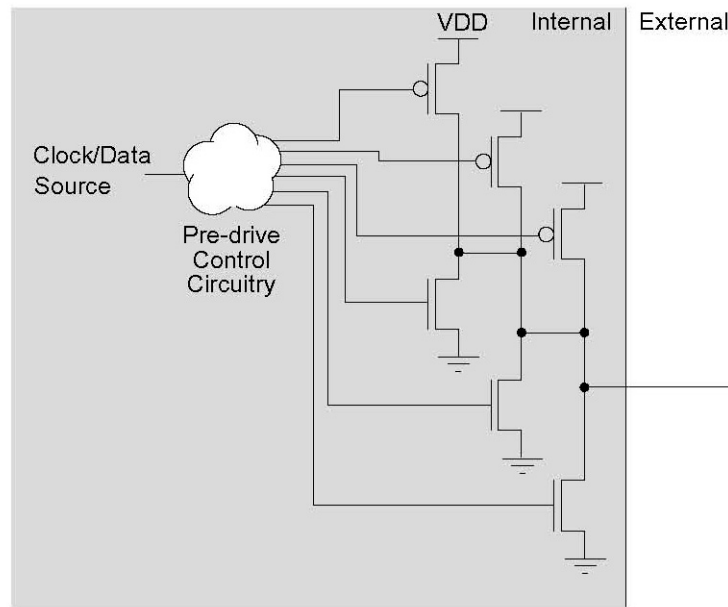 VDD
Internal
External
Clock/Data
Source
Pre-drive
Control
Circuitry